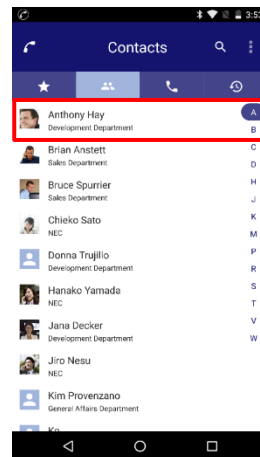 3:53
Contacts
Anthony Hay
Development Department
Brian Anstett
Sales Department
Bruce Spurrier
Sales Department
Chieko Sato
NEC
Donna Trujillo
Development Department
Hanako Yamada
NEC
Jana Decker
Development Department
Jiro Nesu
NEC
Kim Provenzano
General Affairs Department
A
B
C
D
H
J
K
M
P
R
S
T
V
W